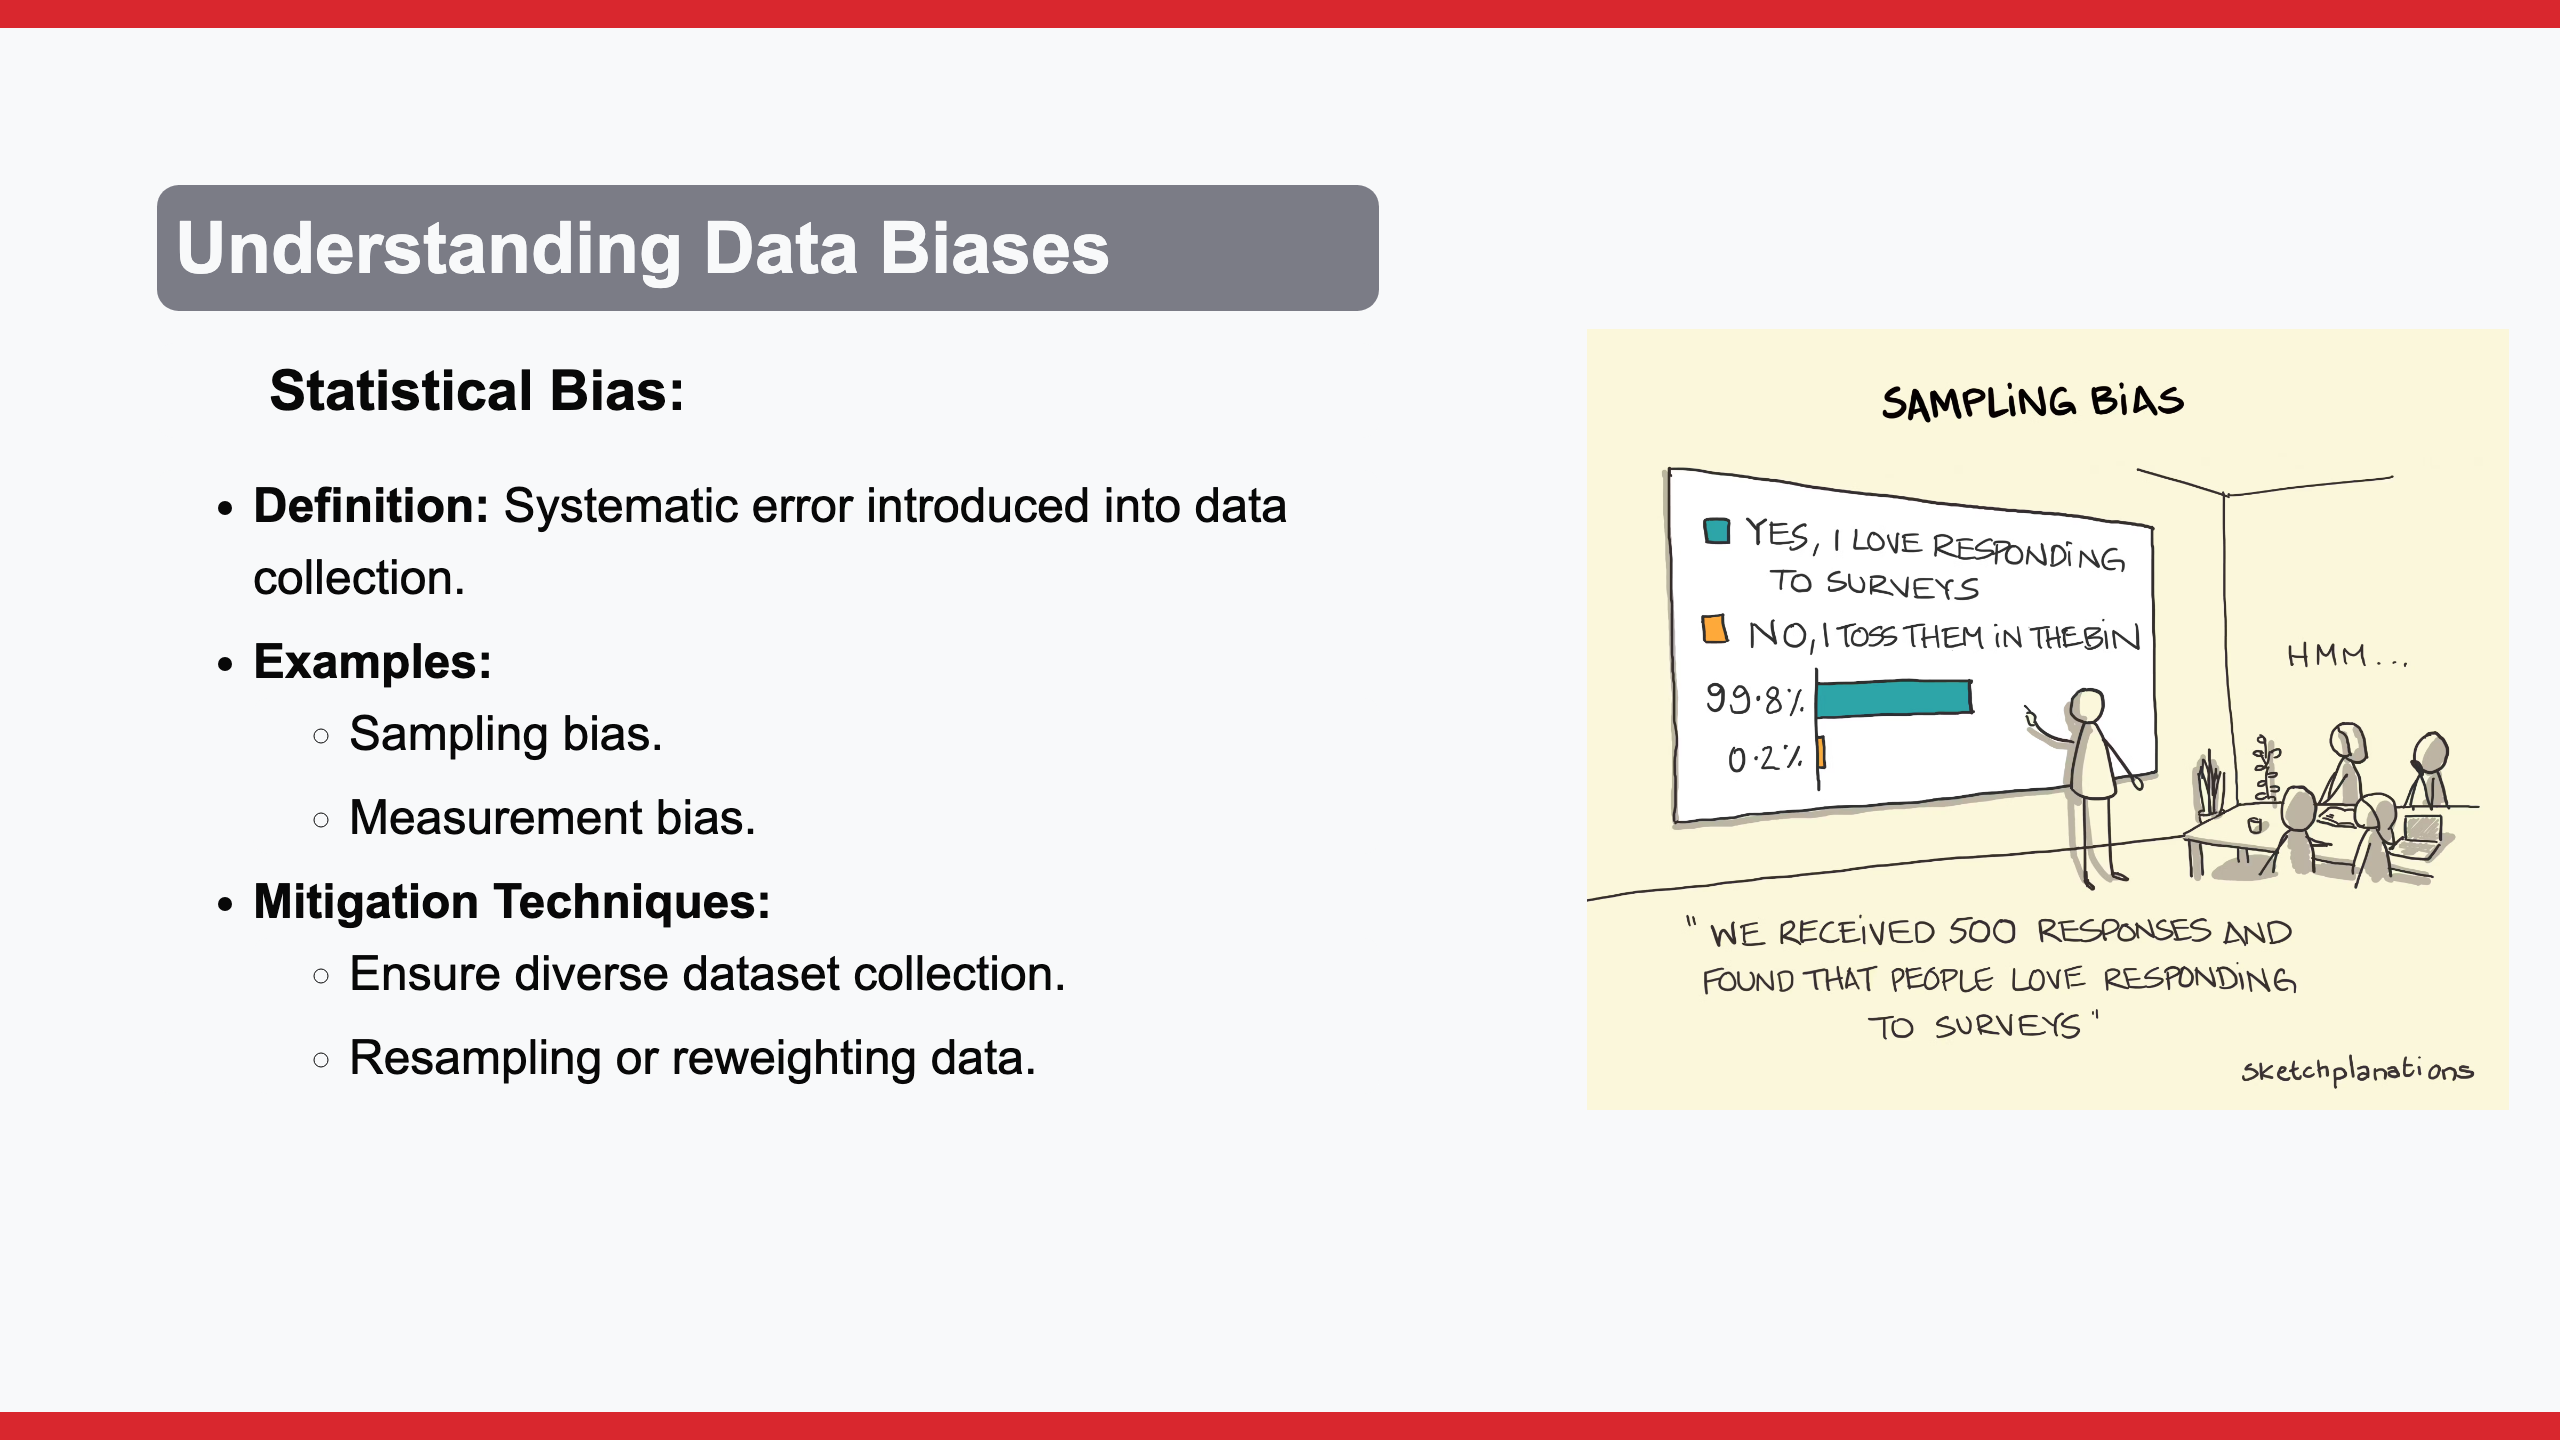 Understanding Data Biases
Statistical Bias:
• Definition: Systematic error introduced into data
collection.
• Examples:
○ Sampling bias.
○ Measurement bias.
• Mitigation Techniques:
○ Ensure diverse dataset collection.
○ Resampling or reweighting data.
SAMPLING BIAS
YES, I LOVE RESPONDING
TO SURVEYS
NO, I TOSS THEM IN THE BIN
99.8%
0.2%
HMM...
"WE RECEIVED 500 RESPONSES AND
FOUND THAT PEOPLE LOVE RESPONDING
TO SURVEYS"
sketchplanations